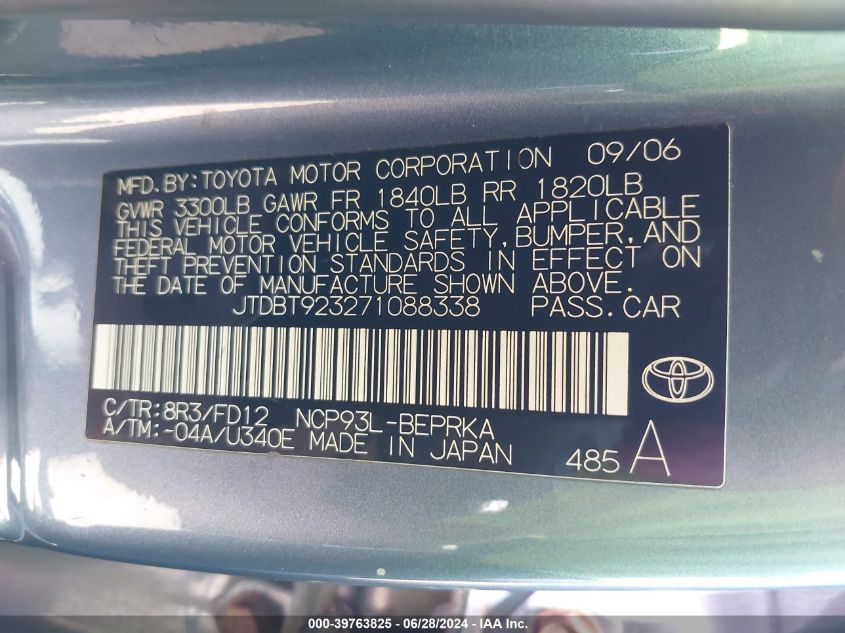 MFD.BY:TOYOTA MOTOR CORPORATION 09/06
GVWR 3300LB GAWR FR 1840LB RR 1820LB
THIS VEHICLE CONFORMS TO ALL APPLICABLE
FEDERAL MOTOR VEHICLE SAFETY,BUMPER,AND
THEFT PREVENTION STANDARDS IN EFFECT ON
THE DATE OF MANUFACTURE SHOWN ABOVE.
JTDBT923271088338 PASS.CAR
C/TR:8R3/FD12 NCP93L-BEPRKA
A/TM:-04A/U340E MADE IN JAPAN
485 A
000-39763825 - 06/28/2024 - IAA Inc.